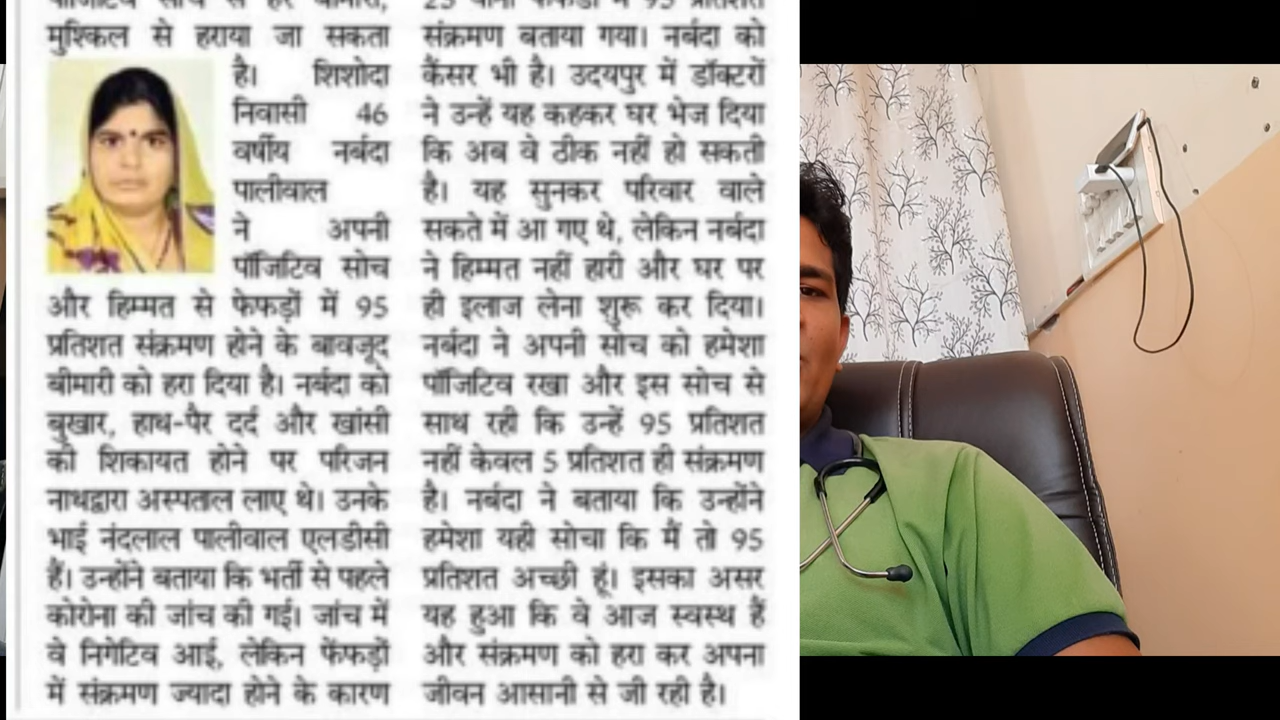 मुश्किल से हराया जा सकता
है। शिशोदा
निवासी 46
वर्षीय नर्बदा
पालीवाल
ने अपनी
पॉजिटिव सोच
और हिम्मत से फेफड़ों में 95
प्रतिशत संक्रमण होने के बावजूद
बीमारी को हरा दिया है। नर्बदा को
बुखार, हाथ-पैर दर्द और खांसी
की शिकायत होने पर परिजन
नाथद्वारा अस्पताल लाए थे। उनके
भाई नंदलाल पालीवाल एलडीसी
हैं। उन्होंने बताया कि भर्ती से पहले
कोरोना की जांच की गई। जांच में
वे निगेटिव आई, लेकिन फेंफड़ों
में संक्रमण ज्यादा होने के कारण
संक्रमण बताया गया। नर्बदा को
कैंसर भी है। उदयपुर में डॉक्टरों
ने उन्हें यह कहकर घर भेज दिया
कि अब वे ठीक नहीं हो सकती
है। यह सुनकर परिवार वाले
सकते में आ गए थे, लेकिन नर्बदा
ने हिम्मत नहीं हारी और घर पर
ही इलाज लेना शुरू कर दिया।
नर्बदा ने अपनी सोच को हमेशा
पॉजिटिव रखा और इस सोच से
साथ रही कि उन्हें 95 प्रतिशत
नहीं केवल 5 प्रतिशत ही संक्रमण
है। नर्बदा ने बताया कि उन्होंने
हमेशा यही सोचा कि मैं तो 95
प्रतिशत अच्छी हूं। इसका असर
यह हुआ कि वे आज स्वस्थ हैं
और संक्रमण को हरा कर अपना
जीवन आसानी से जी रही है।